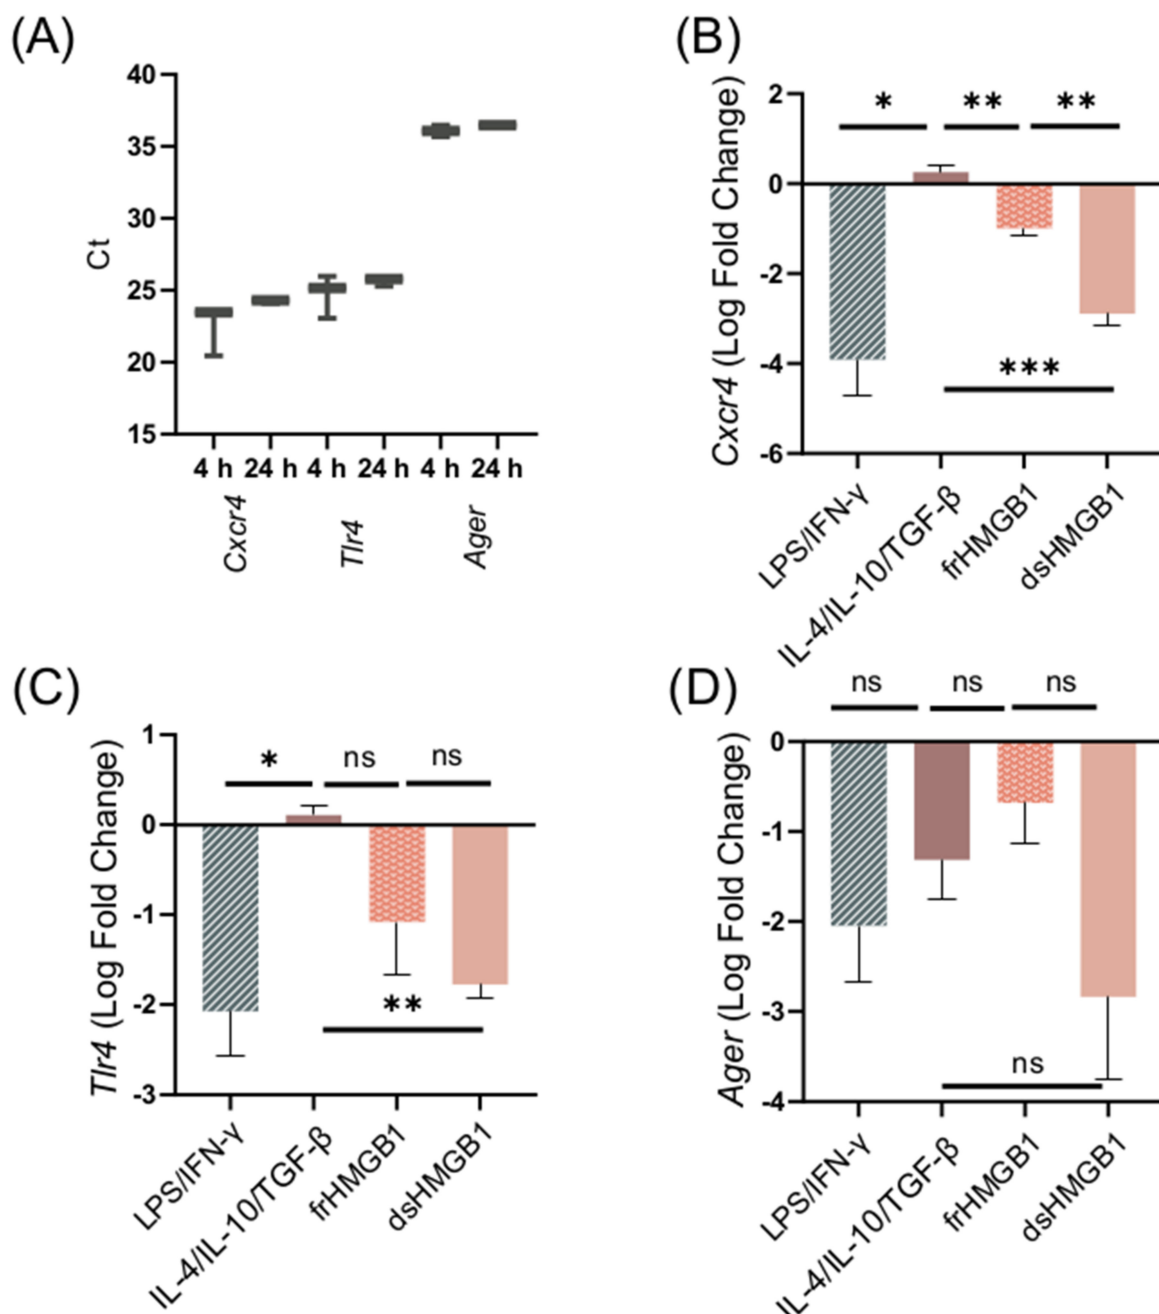 (A)
40
35
30
25
20
15
Ct
4 h 24 h 4 h 24 h 4 h 24 h
Cxcr4
Tlr4
Ager
(B)
2
0
-2
-4
-6
Cxcr4 (Log Fold Change)
* ** **
***
LPS/IFN-γ
IL-4/IL-10/TGF-β
frHMGB1
dsHMGB1
(C)
1
0
-1
-2
-3
Tlr4 (Log Fold Change)
* ns ns
**
LPS/IFN-γ
IL-4/IL-10/TGF-β
frHMGB1
dsHMGB1
(D)
ns ns ns
0
-1
-2
-3
-4
Ager (Log Fold Change)
ns
LPS/IFN-γ
IL-4/IL-10/TGF-β
frHMGB1
dsHMGB1